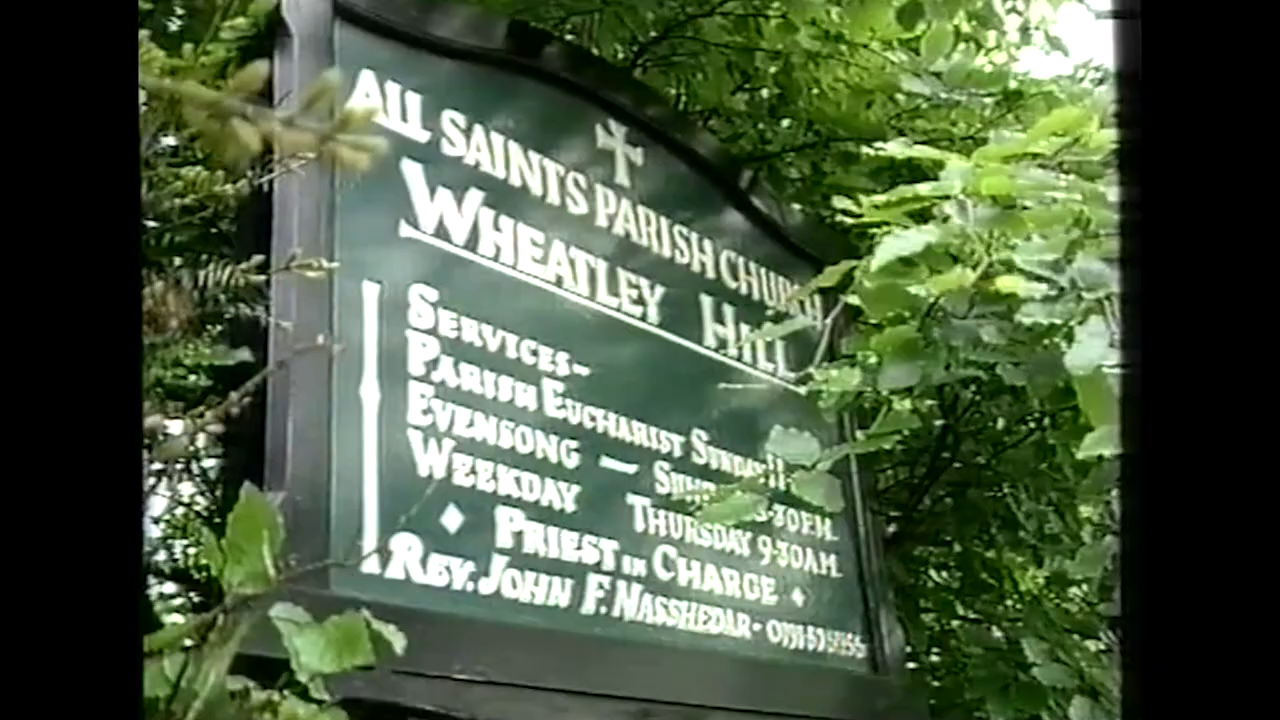 ALL SAINTS PARISH CHURCH
WHEATLEY HILL
SERVICES-
PARISH EUCHARIST SUNDAY
EVENSONG —
WEEKDAY THURSDAY 9-30AM.
PRIEST IN CHARGE
REV. JOHN F. NASSHEDAR-